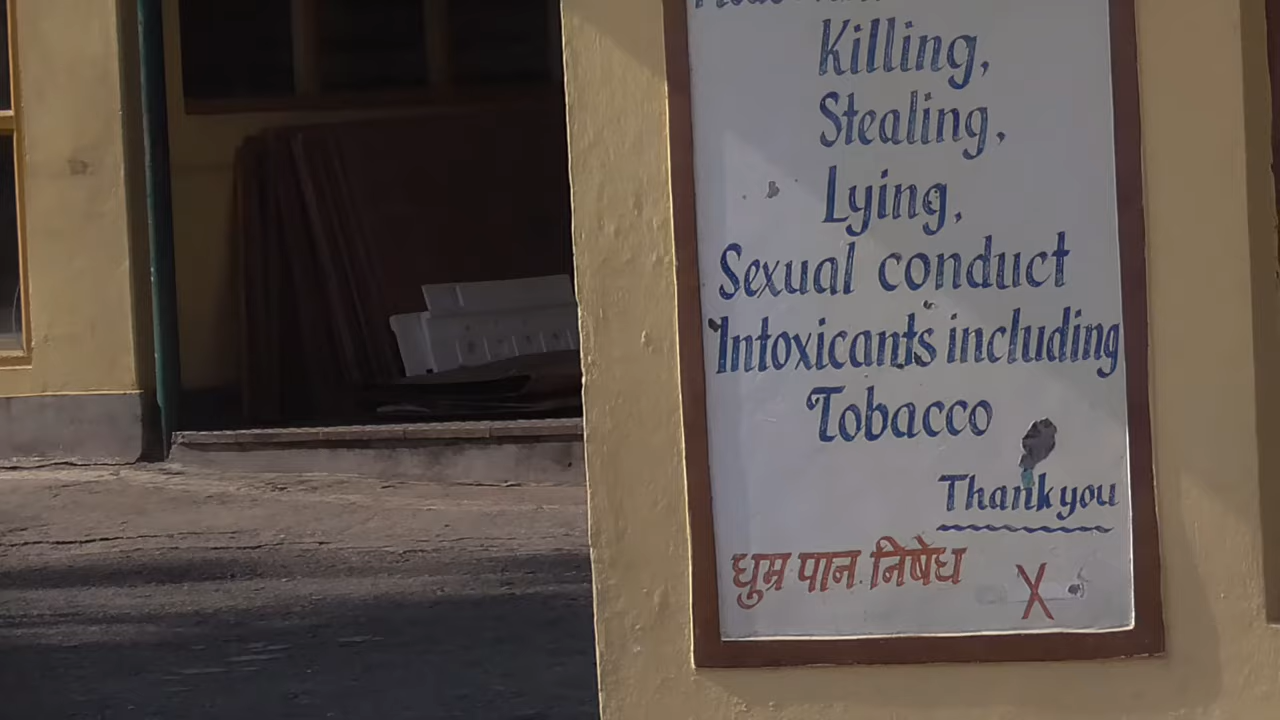 Killing,
Stealing,
Lying,
Sexual conduct
Intoxicants including
Tobacco
Thank you
धुम्र पान निषेध X